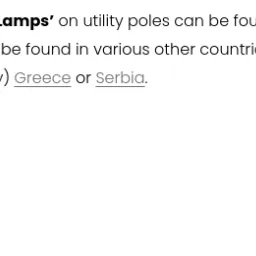 Lamps’ on utility poles can be fou
be found in various other countri
) Greece or Serbia.